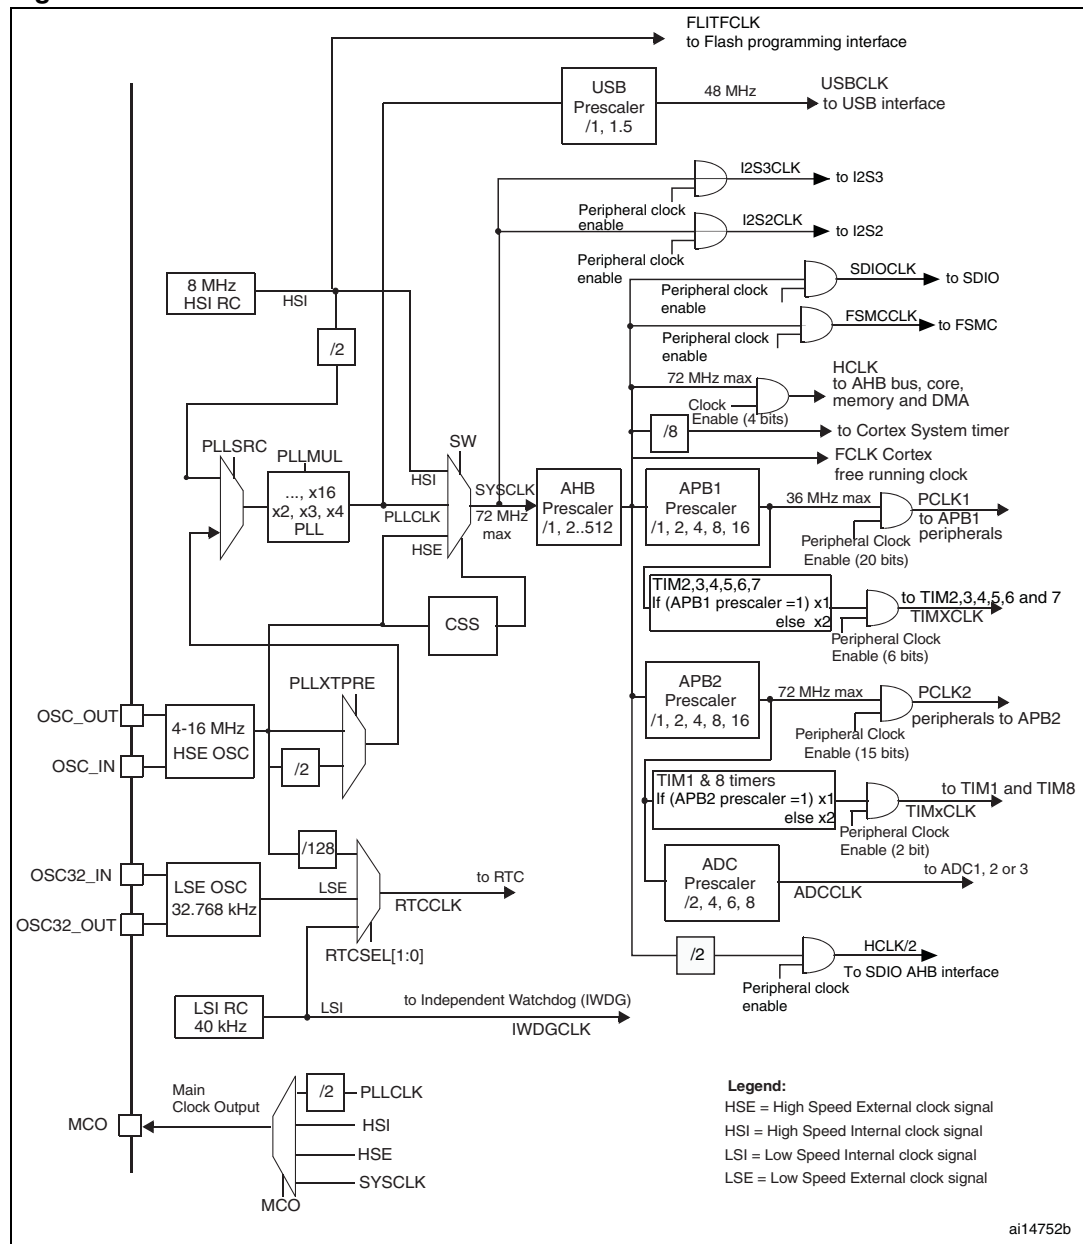 FLITFCLK
to Flash programming interface
USB
Prescaler
/1, 1.5
48 MHz
USBCLK
to USB interface
I2S3CLK
to I2S3
Peripheral clock
enable
I2S2CLK
to I2S2
Peripheral clock
enable
8 MHz
HSI RC
HSI
SDIOCLK
to SDIO
Peripheral clock
enable
FSMCCLK
to FSMC
Peripheral clock
enable
/2
72 MHz max
HCLK
to AHB bus, core,
memory and DMA
Clock
Enable (4 bits)
/8
to Cortex System timer
FCLK Cortex
free running clock
PLLSRC
PLLMUL
..., x16
x2, x3, x4
PLL
SW
HSI
PLLCLK
HSE
SYSCLK
72 MHz
max
AHB
Prescaler
/1, 2..512
APB1
Prescaler
/1, 2, 4, 8, 16
36 MHz max
PCLK1
to APB1
peripherals
Peripheral Clock
Enable (20 bits)
TIM2,3,4,5,6,7
If (APB1 prescaler =1) x1
else x2
to TIM2,3,4,5,6 and 7
TIMXCLK
Peripheral Clock
Enable (6 bits)
CSS
PLLXTPRE
OSC_OUT
OSC_IN
4-16 MHz
HSE OSC
/2
APB2
Prescaler
/1, 2, 4, 8, 16
72 MHz max
PCLK2
peripherals to APB2
Peripheral Clock
Enable (15 bits)
TIM1 & 8 timers
If (APB2 prescaler =1) x1
else x2
to TIM1 and TIM8
TIMxCLK
Peripheral Clock
Enable (2 bit)
/128
OSC32_IN
OSC32_OUT
LSE OSC
32.768 kHz
LSE
to RTC
RTCCLK
RTCSEL[1:0]
ADC
Prescaler
/2, 4, 6, 8
to ADC1, 2 or 3
ADCCLK
/2
HCLK/2
To SDIO AHB interface
Peripheral clock
enable
LSI RC
40 kHz
LSI
to Independent Watchdog (IWDG)
IWDGCLK
MCO
Main
Clock Output
/2
PLLCLK
HSI
HSE
SYSCLK
MCO
Legend:
HSE = High Speed External clock signal
HSI = High Speed Internal clock signal
LSI = Low Speed Internal clock signal
LSE = Low Speed External clock signal
ai14752b